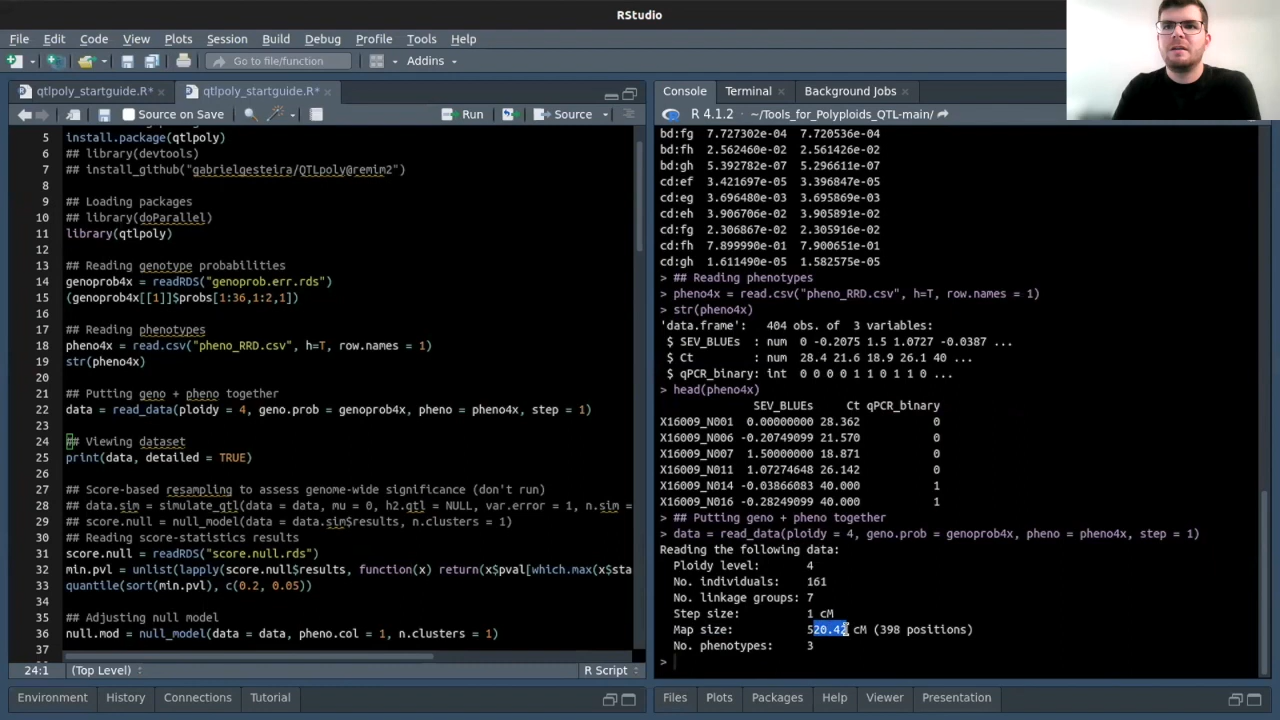 RStudio
File Edit Code View Plots Session Build Debug Profile Tools Help
Go to file/function Addins
qtlpoly_startguide.R* × qtlpoly_startguide.R* ×
Source on Save Run Source
5 install.package(qtlpoly)
6 ## library(devtools)
7 ## install_github("gabrielgesteira/QTLpoly@remim2")
8
9 ## Loading packages
10 ## library(doParallel)
11 library(qtlpoly)
12
13 ## Reading genotype probabilities
14 genoprob4x = readRDS("genoprob.err.rds")
15 (genoprob4x[[1]]$probs[1:36,1:2,1])
16
17 ## Reading phenotypes
18 pheno4x = read.csv("pheno_RRD.csv", h=T, row.names = 1)
19 str(pheno4x)
20
21 ## Putting geno + pheno together
22 data = read_data(ploidy = 4, geno.prob = genoprob4x, pheno = pheno4x, step = 1)
23
24 ## Viewing dataset
25 print(data, detailed = TRUE)
26
27 ## Score-based resampling to assess genome-wide significance (don't run)
28 ## data.sim = simulate_qtl(data = data, mu = 0, h2.qtl = NULL, var.error = 1, n.sim =
29 ## score.null = null_model(data = data.sim$results, n.clusters = 1)
30 ## Reading score-statistics results
31 score.null = readRDS("score.null.rds")
32 min.pvl = unlist(lapply(score.null$results, function(x) return(x$pval[which.max(x$sta
33 quantile(sort(min.pvl), c(0.2, 0.05))
34
35 ## Adjusting null model
36 null.mod = null_model(data = data, pheno.col = 1, n.clusters = 1)
24:1 (Top Level) R Script
Environment History Connections Tutorial
Console Terminal × Background Jobs ×
R 4.1.2 · ~/Tools_for_Polyploids_QTL-main/
bd:fg 7.727302e-04 7.720536e-04
bd:fh 2.562460e-02 2.561426e-02
bd:gh 5.392782e-07 5.296611e-07
cd:ef 3.421697e-05 3.396847e-05
cd:eg 3.696480e-03 3.695869e-03
cd:eh 3.906702e-02 3.905891e-02
cd:fg 2.306867e-02 2.305916e-02
cd:fh 7.899990e-01 7.900651e-01
cd:gh 1.611490e-05 1.582575e-05
> ## Reading phenotypes
> pheno4x = read.csv("pheno_RRD.csv", h=T, row.names = 1)
> str(pheno4x)
'data.frame': 404 obs. of 3 variables:
$ SEV_BLUEs : num 0 -0.2075 1.5 1.0727 -0.0387 ...
$ Ct : num 28.4 21.6 18.9 26.1 40 ...
$ qPCR_binary: int 0 0 0 0 1 1 0 1 1 0 ...
> head(pheno4x)
SEV_BLUEs Ct qPCR_binary
X16009_N001 0.00000000 28.362 0
X16009_N006 -0.20749099 21.570 0
X16009_N007 1.50000000 18.871 0
X16009_N011 1.07274648 26.142 0
X16009_N014 -0.03866083 40.000 1
X16009_N016 -0.28249099 40.000 1
> ## Putting geno + pheno together
> data = read_data(ploidy = 4, geno.prob = genoprob4x, pheno = pheno4x, step = 1)
Reading the following data:
Ploidy level: 4
No. individuals: 161
No. linkage groups: 7
Step size: 1 cM
Map size: 520.42 cM (398 positions)
No. phenotypes: 3
>
Files Plots Packages Help Viewer Presentation